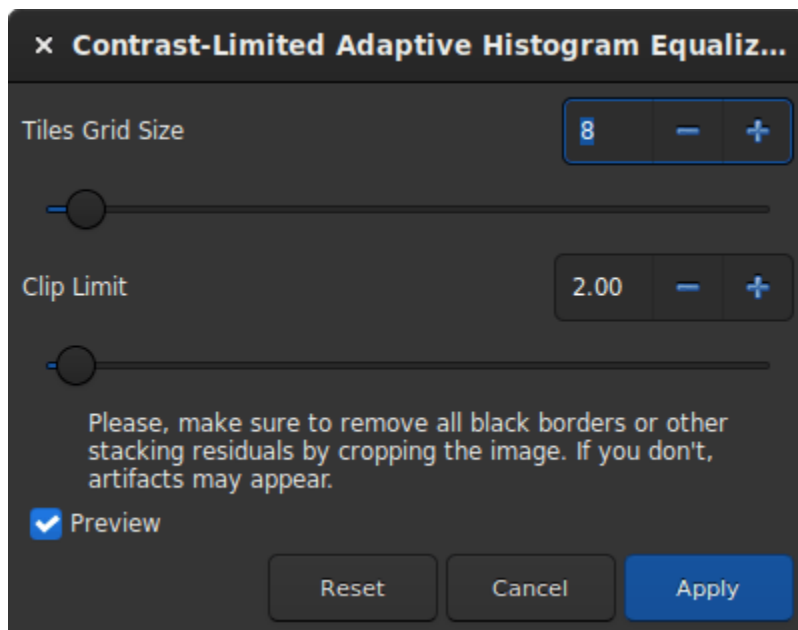 Contrast-Limited Adaptive Histogram Equaliz...
Tiles Grid Size
8
Clip Limit
2.00
Please, make sure to remove all black borders or other
stacking residuals by cropping the image. If you don't,
artifacts may appear.
Preview
Reset
Cancel
Apply